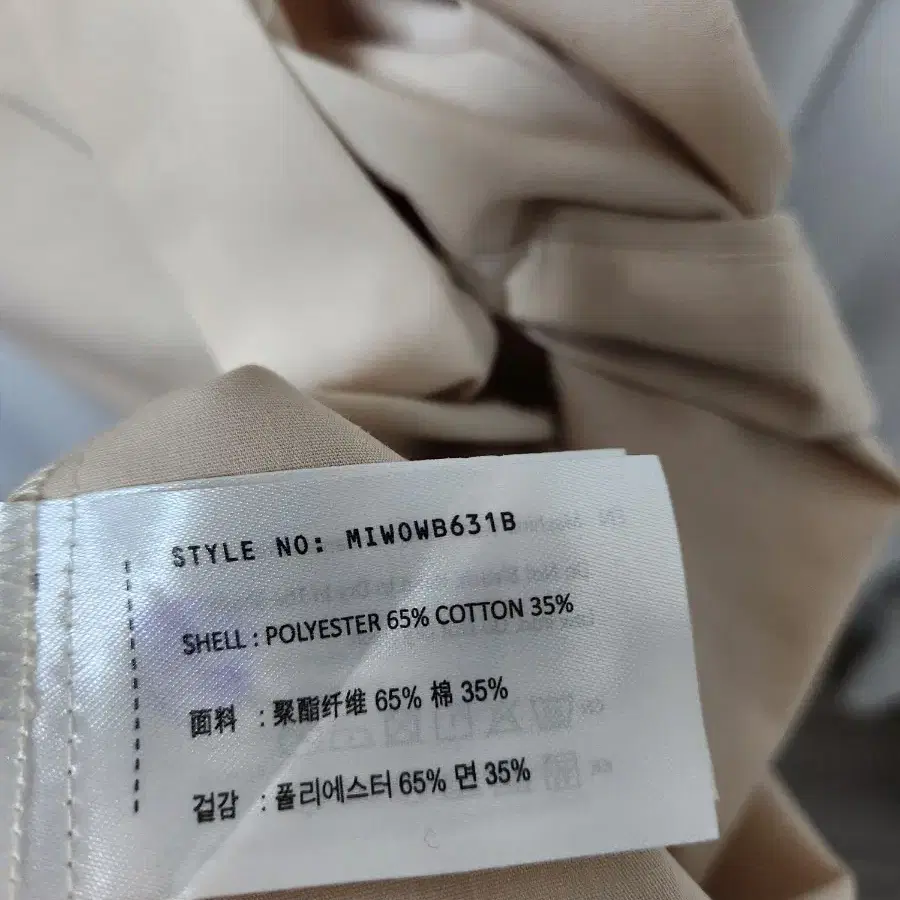 STYLE NO: MIWOWB631B
SHELL : POLYESTER 65% COTTON 35%
面料 : 聚酯纤维 65% 棉 35%
겉감 : 폴리에스터 65% 면 35%